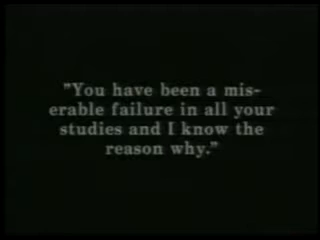 "You have been a mis-
erable failure in all your
studies and I know the
reason why."